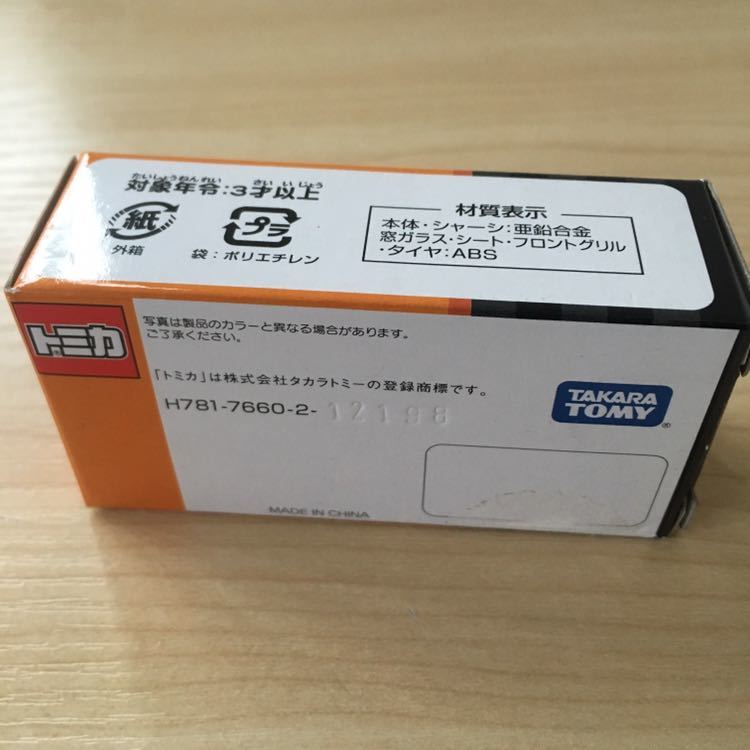 たいしょうねんれい さい いじょう
対象年令:3才以上
紙
外箱
プラ
袋:ポリエチレン
材質表示
本体・シャーシ:亜鉛合金
窓ガラス・シート・フロントグリル
・タイヤ:ABS
トミカ
写真は製品のカラーと異なる場合があります。
ご了承ください。
「トミカ」は株式会社タカラトミーの登録商標です。
H781-7660-2-12198
TAKARA
TOMY®
MADE IN CHINA